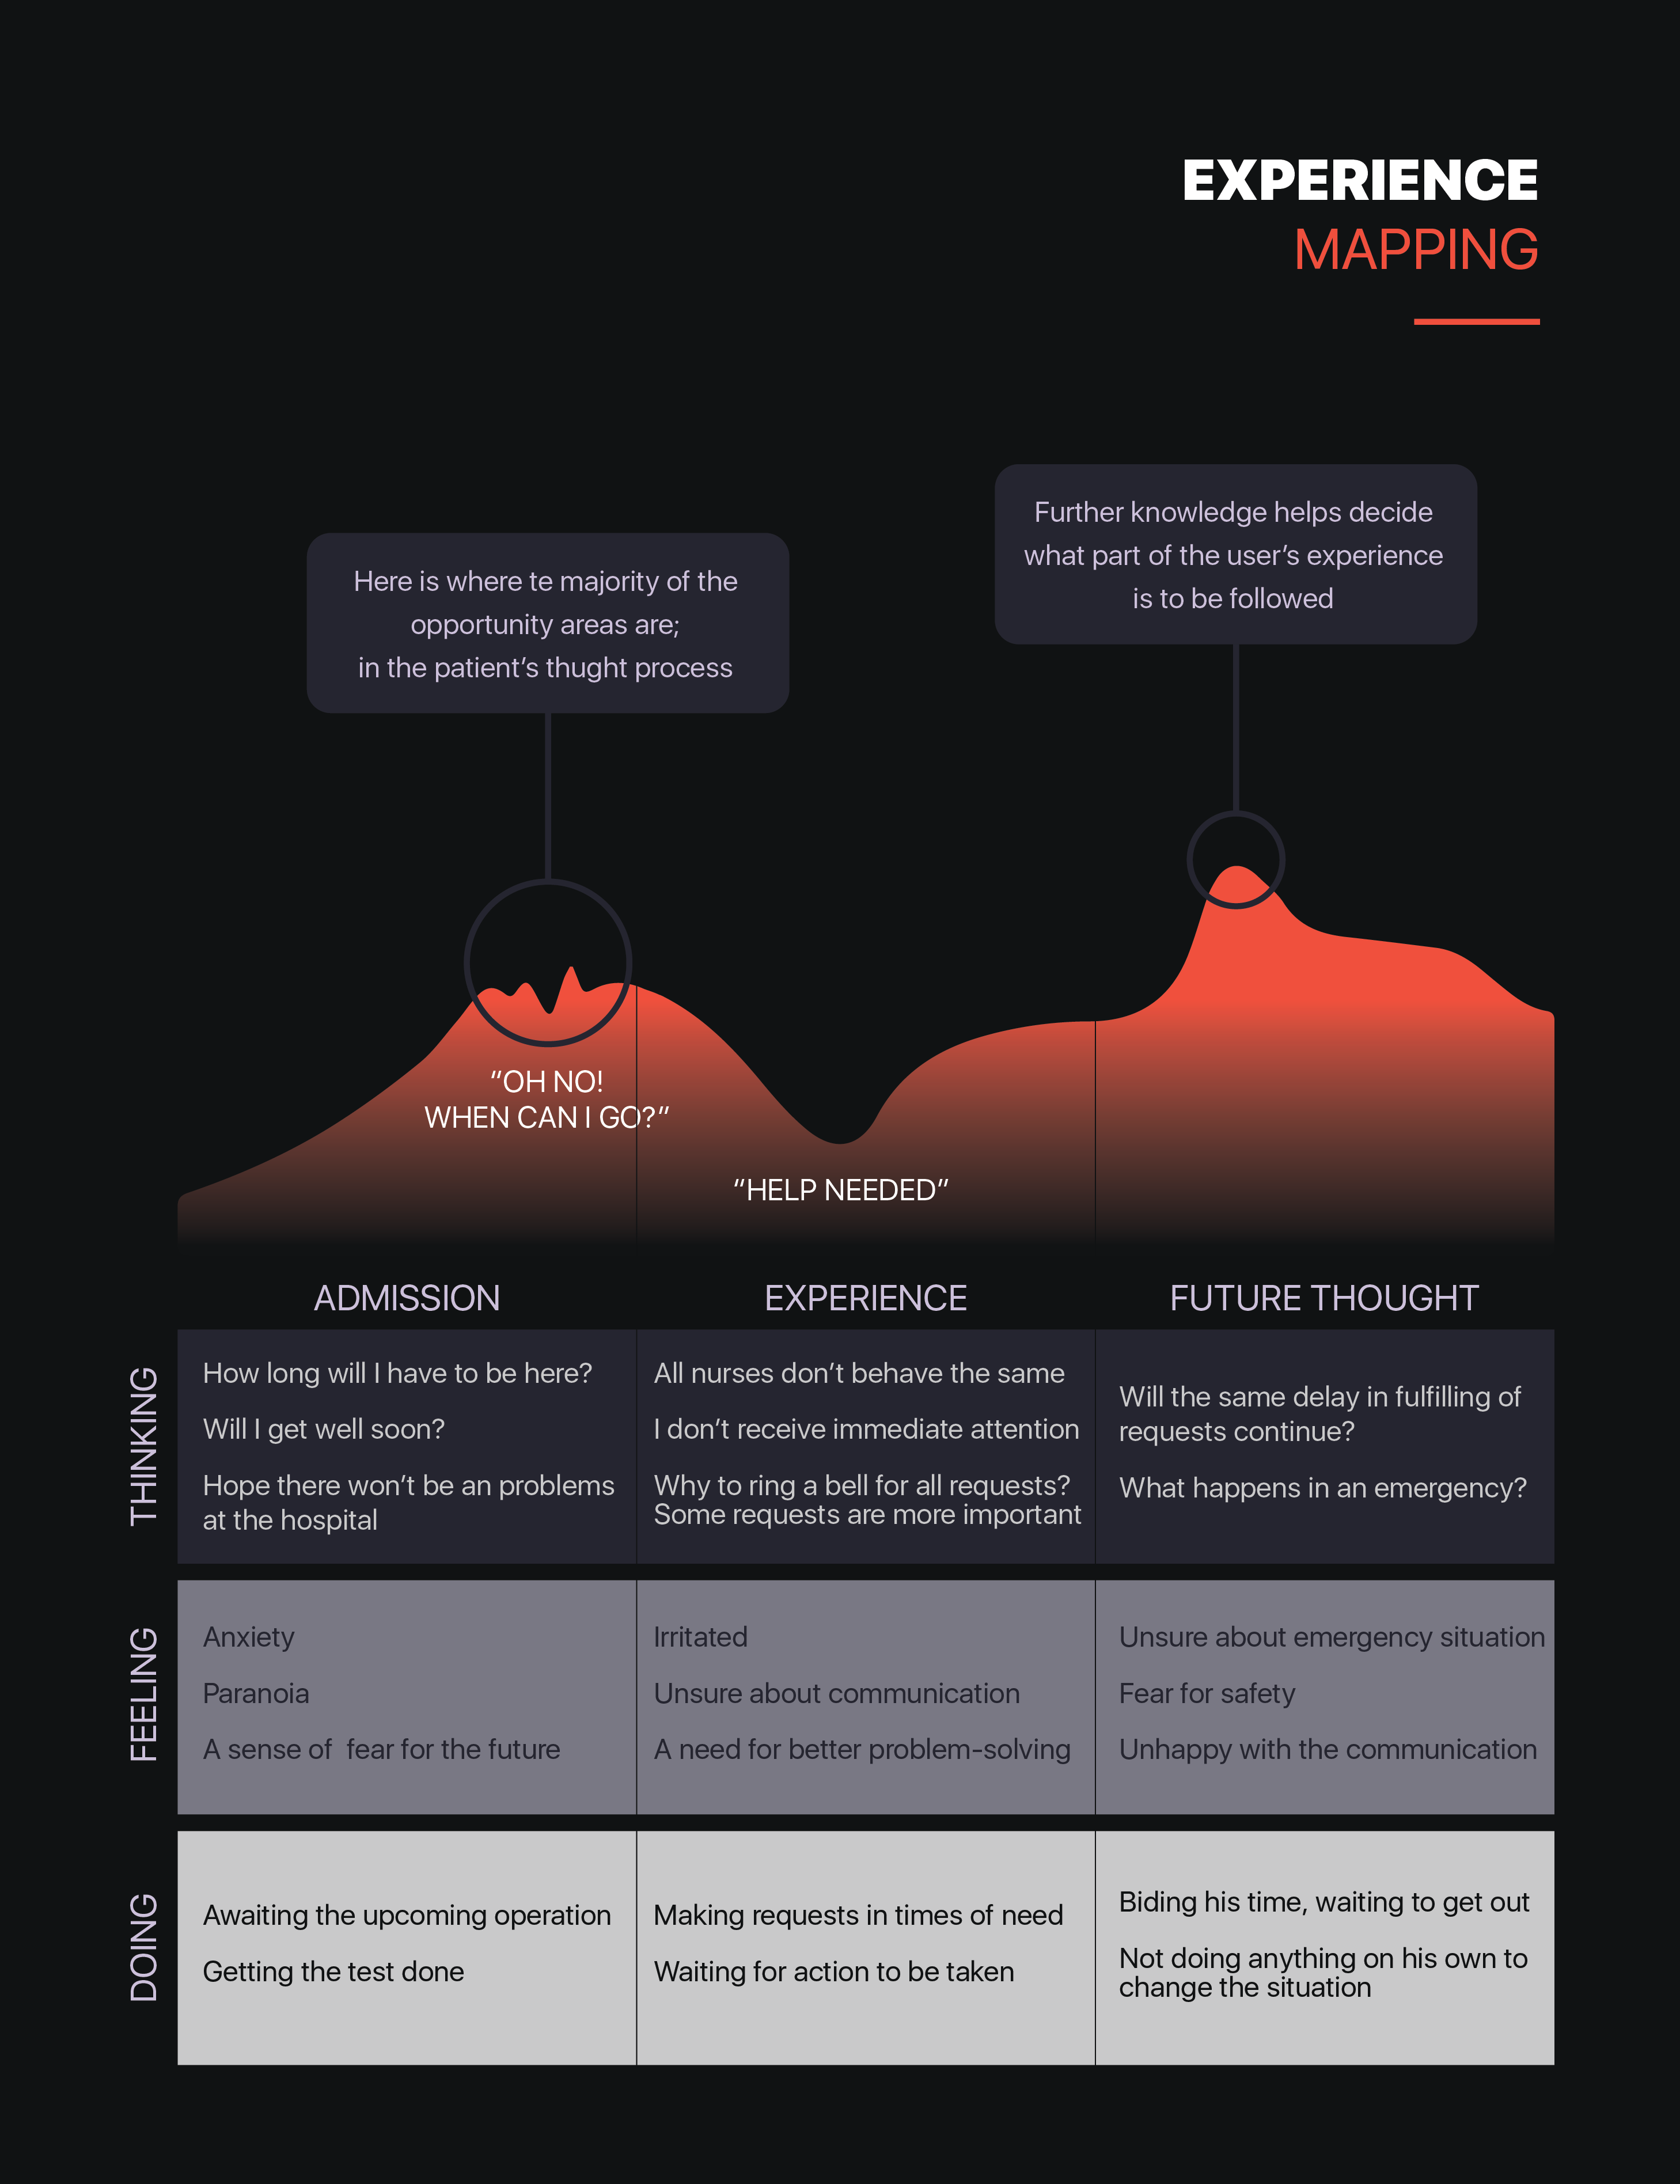 EXPERIENCE
MAPPING
Further knowledge helps decide
what part of the user’s experience
is to be followed
Here is where te majority of the
opportunity areas are;
in the patient’s thught process
”OH NO!
WHEN CAN I GO?”
”HELP NEEDED”
ADMISSION
EXPERIENCE
FUTURE THOUGHT
THINKING
How long will I have to be here?
Will I get well soon?
Hope there won’t be an problems
at the hospital
All nurses don’t behave the same
I don’t receive immediate attention
Why to ring a bell for all requests?
Some requests are more important
Will the same delay in fulfilling of
requests continue?
What happens in an emergency?
FEELING
Anxiety
Paranoia
A sense of  fear for the future
Irritated
Unsure about communication
A need for better problem-solving
Unsure about emergency situation
Fear for safety
Unhappy with the communication
DOING
Awaiting the upcoming operation
Getting the test done
Making requests in times of need
Waiting for action to be taken
Biding his time, waiting to get out
Not doing anything on his own to
change the situation